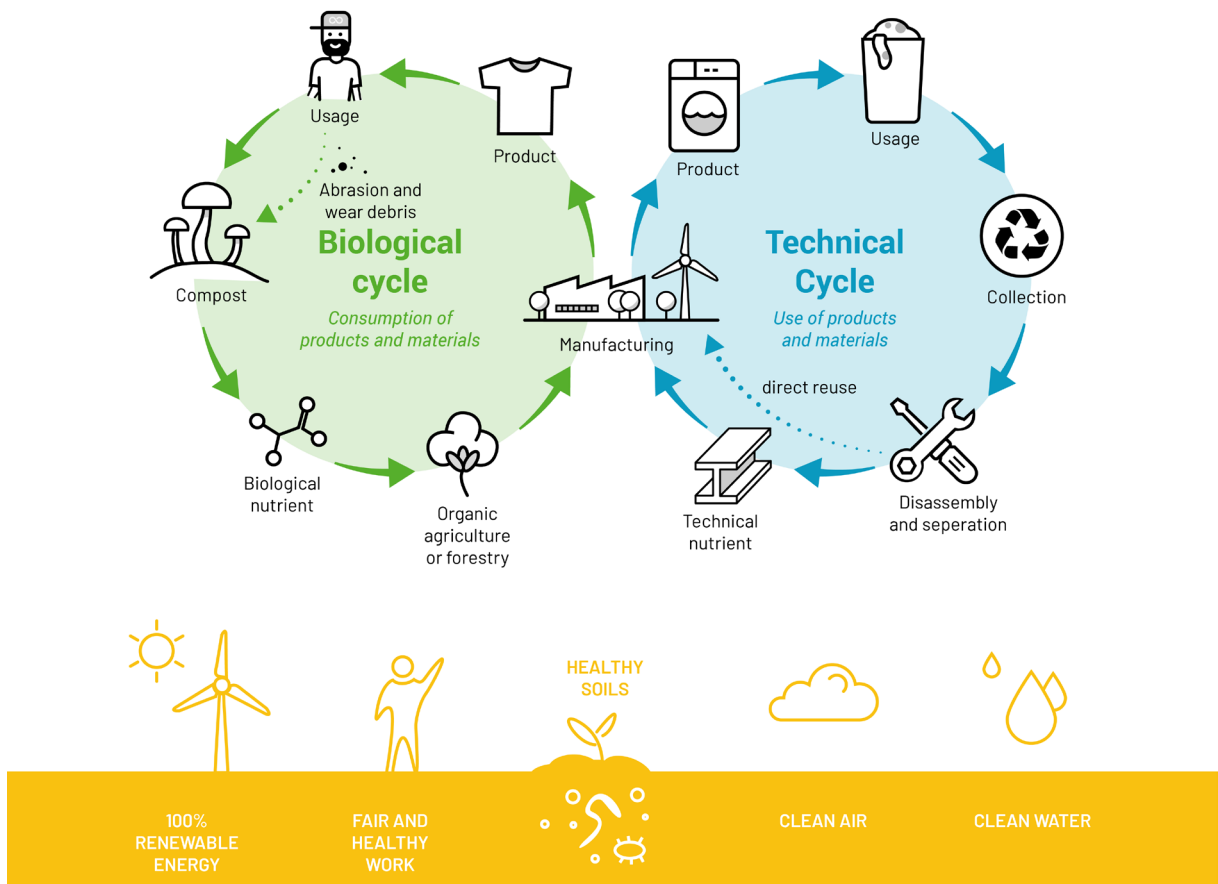 Usage
Product
Abrasion and
wear debris
Biological
cycle
Consumption of
products and materials
Compost
Biological
nutrient
Organic
agriculture
or forestry
Manufacturing
Product
Usage
Technical
Cycle
Use of products
and materials
Collection
direct reuse
Technical
nutrient
Disassembly
and seperation
HEALTHY
SOILS
100%
RENEWABLE
ENERGY
FAIR AND
HEALTHY
WORK
CLEAN AIR
CLEAN WATER